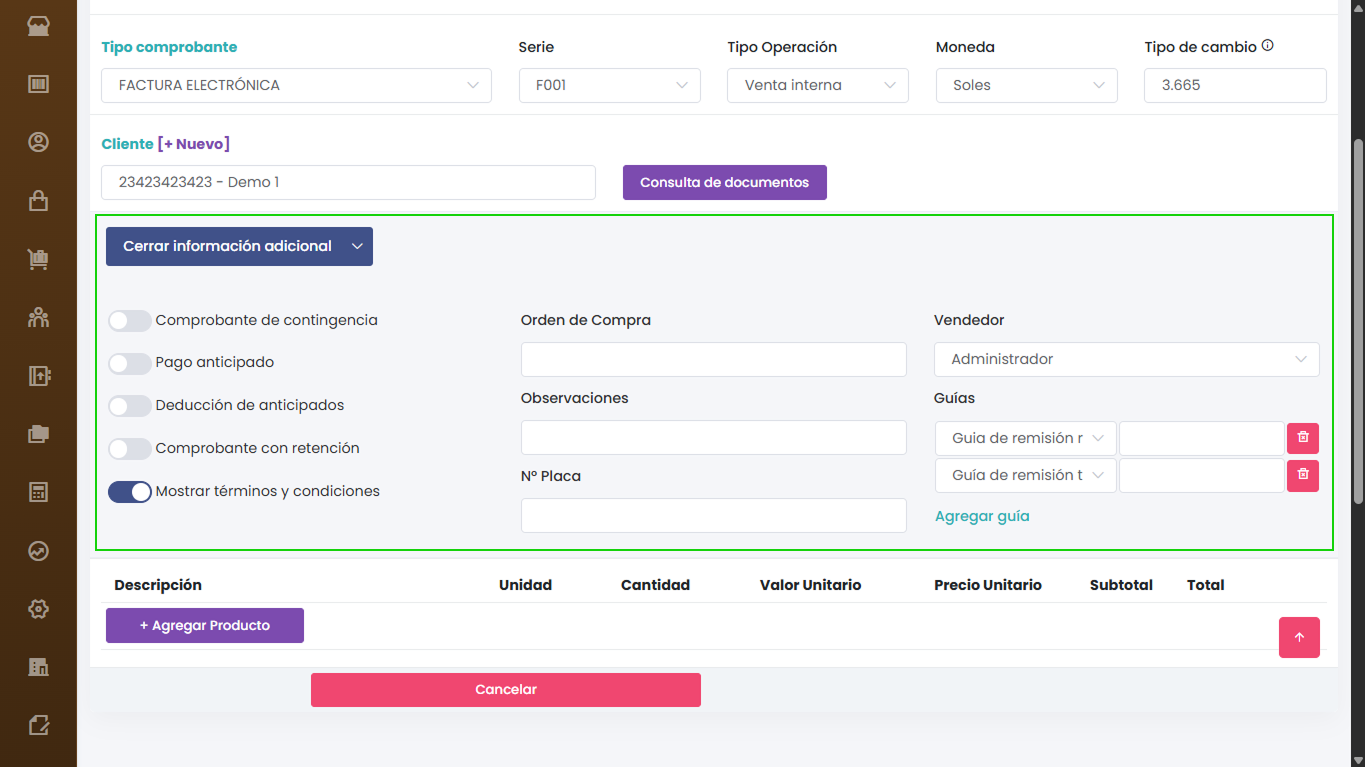 Tipo comprobante Serie Tipo Operación Moneda Tipo de cambio
FACTURA ELECTRÓNICA F001 Venta interna Soles 3.665
Cliente [+ Nuevo]
23423423423 - Demo 1 Consulta de documentos
Cerrar información adicional
Comprobante de contingencia Orden de Compra Vendedor
Pago anticipado Administrador
Deducción de anticipados Observaciones Guías
Comprobante con retención Guia de remisión r
Mostrar términos y condiciones Nº Placa Guía de remisión t
Agregar guía
Descripción Unidad Cantidad Valor Unitario Precio Unitario Subtotal Total
+ Agregar Producto
Cancelar